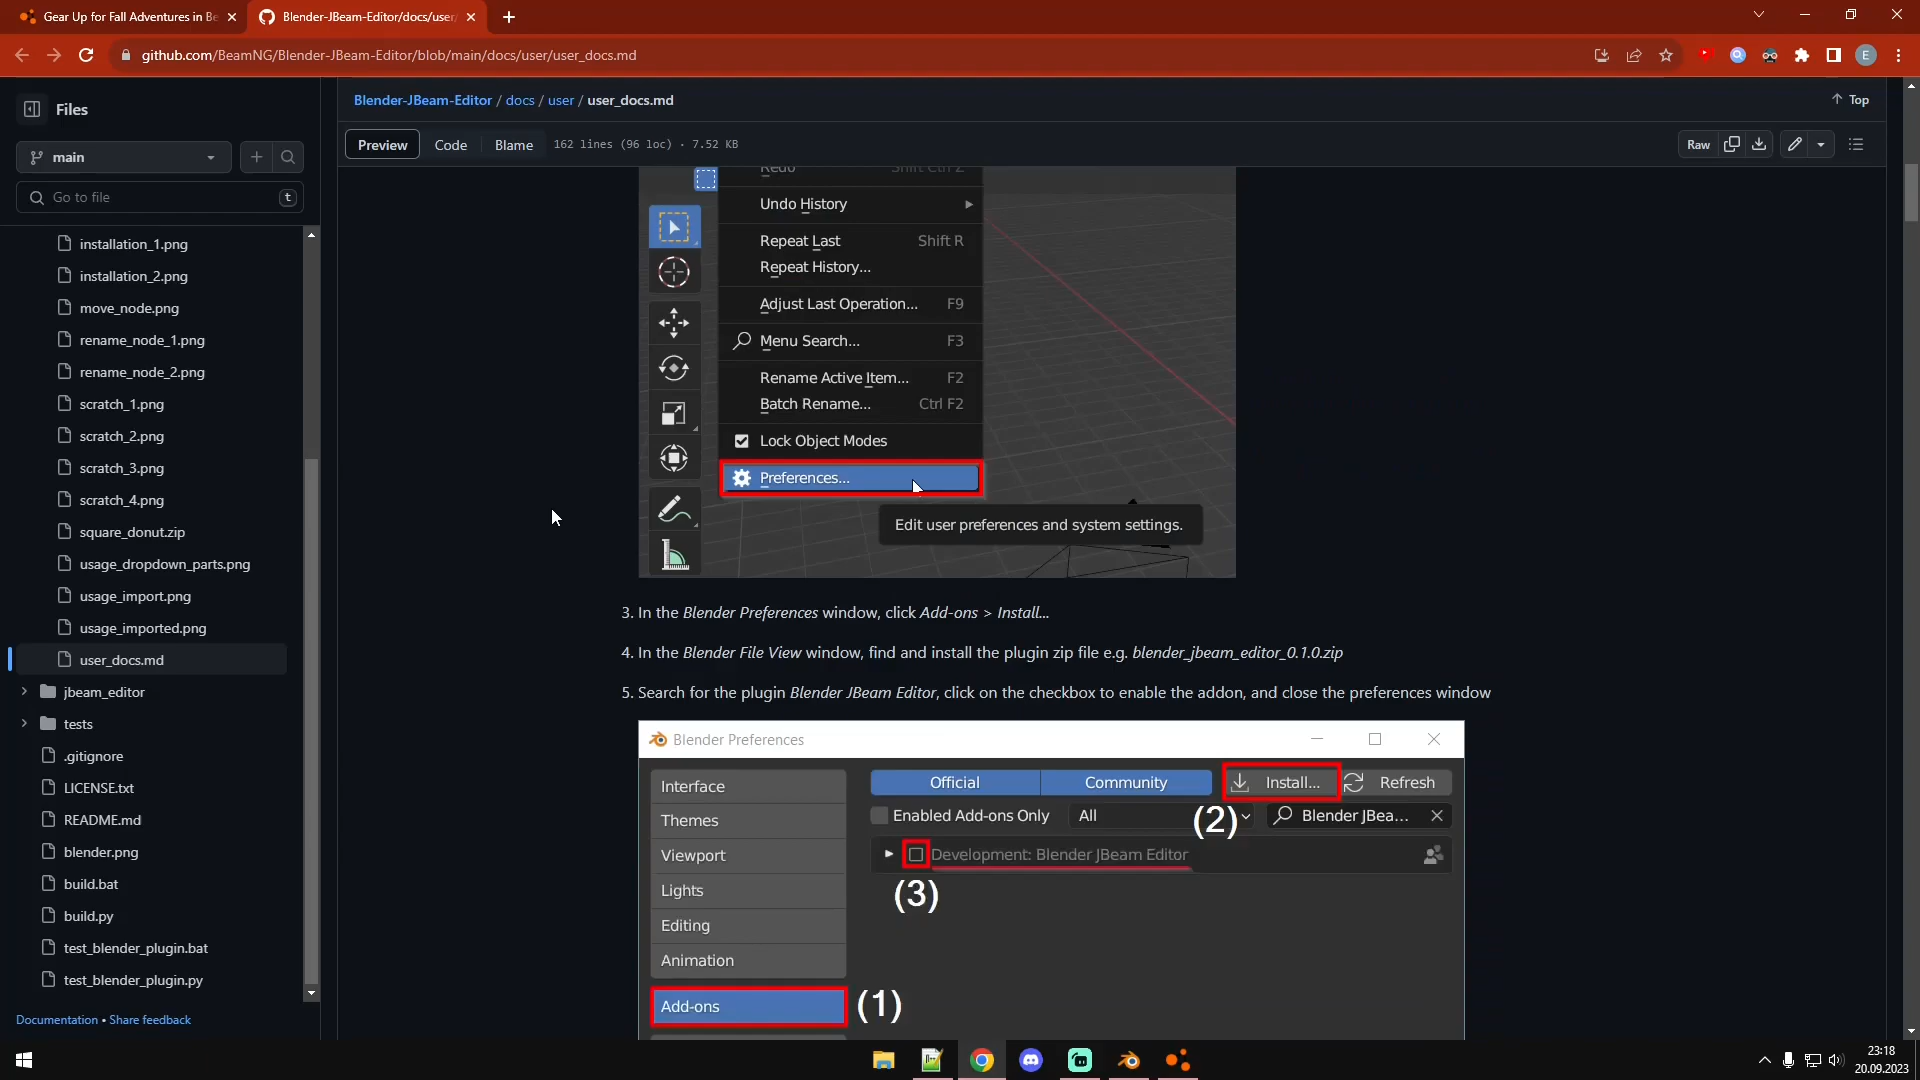 Gear Up for Fall Adventures in Be
Blender-JBeam-Editor/docs/user/
github.com/BeamNG/Blender-JBeam-Editor/blob/main/docs/user/user_docs.md
E
Files
main
Go to file
t
installation_1.png
installation_2.png
move_node.png
rename_node_1.png
rename_node_2.png
scratch_1.png
scratch_2.png
scratch_3.png
scratch_4.png
square_donut.zip
usage_dropdown_parts.png
usage_import.png
usage_imported.png
user_docs.md
jbeam_editor
tests
.gitignore
LICENSE.txt
README.md
blender.png
build.bat
build.py
test_blender_plugin.bat
test_blender_plugin.py
Documentation • Share feedback
Blender-JBeam-Editor / docs / user / user_docs.md
Top
Preview
Code
Blame
162 lines (96 loc) · 7.52 KB
Raw
Redo Shift Ctrl Z
Undo History
Repeat Last Shift R
Repeat History...
Adjust Last Operation... F9
Menu Search... F3
Rename Active Item... F2
Batch Rename... Ctrl F2
Lock Object Modes
Preferences...
Edit user preferences and system settings.
3. In the Blender Preferences window, click Add-ons > Install...
4. In the Blender File View window, find and install the plugin zip file e.g. blender_jbeam_editor_0.1.0.zip
5. Search for the plugin Blender JBeam Editor, click on the checkbox to enable the addon, and close the preferences window
Blender Preferences
Interface
Themes
Viewport
Lights
Editing
Animation
Add-ons
(1)
Official
Community
Install...
Refresh
Enabled Add-ons Only
All
(2)
Blender JBea...
Development: Blender JBeam Editor
(3)
23:18
20.09.2023